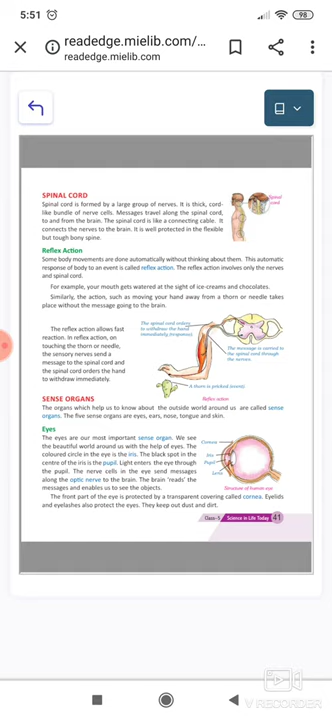 5:51
98
readedge.mielib.com/...
readedge.mielib.com
SPINAL CORD
Spinal cord is formed by a large group of nerves. It is thick, cord-
like bundle of nerve cells. Messages travel along the spinal cord,
to and from the brain. The spinal cord is like a connecting cable. It
connects the nerves to the brain. It is well protected in the flexible
but tough bony spine.
Spinal
cord
Reflex Action
Some body movements are done automatically without thinking about them. This automatic
response of body to an event is called reflex action. The reflex action involves only the nerves
and spinal cord.
For example, your mouth gets watered at the sight of ice-creams and chocolates.
Similarly, the action, such as moving your hand away from a thorn or needle takes
place without the message going to the brain.
The reflex action allows fast
reaction. In reflex action, on
touching the thorn or needle,
the sensory nerves send a
message to the spinal cord and
the spinal cord orders the hand
to withdraw immediately.
The spinal cord orders
to withdraw the hand
immediately (response)
The message is carried to
the spinal cord through
the nerves.
A thorn is pricked (event)
Reflex action
SENSE ORGANS
The organs which help us to know about the outside world around us are called sense
organs. The five sense organs are eyes, ears, nose, tongue and skin.
Eyes
The eyes are our most important sense organ. We see
the beautiful world around us with the help of eyes. The
coloured circle in the eye is the iris. The black spot in the
centre of the iris is the pupil. Light enters the eye through
the pupil. The nerve cells in the eye send messages
along the optic nerve to the brain. The brain 'reads' the
messages and enables us to see the objects.
Cornea
Iris
Pupil
Lens
Structure of human eye
The front part of the eye is protected by a transparent covering called cornea. Eyelids
and eyelashes also protect the eyes. They keep out dust and dirt.
Class-5 Science in Life Today 41
VRECORDER